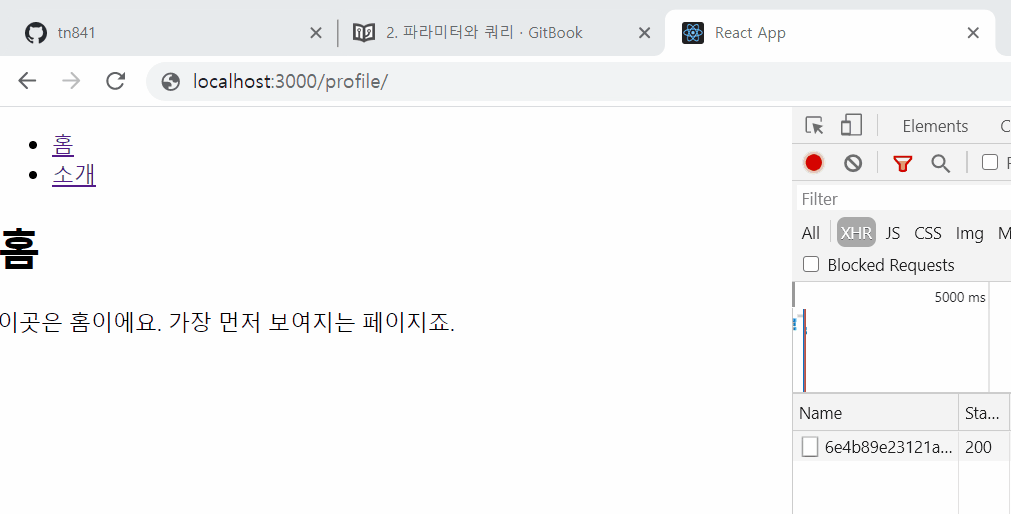 tn841
2. 파라미터와 쿼리 · GitBook
React App
localhost:3000/profile/
홈
소개
홈
이곳은 홈이에요. 가장 먼저 보여지는 페이지죠.
Elements
Filter
All XHR JS CSS Img
Blocked Requests
5000 ms
Name Sta...
6e4b89e23121a... 200